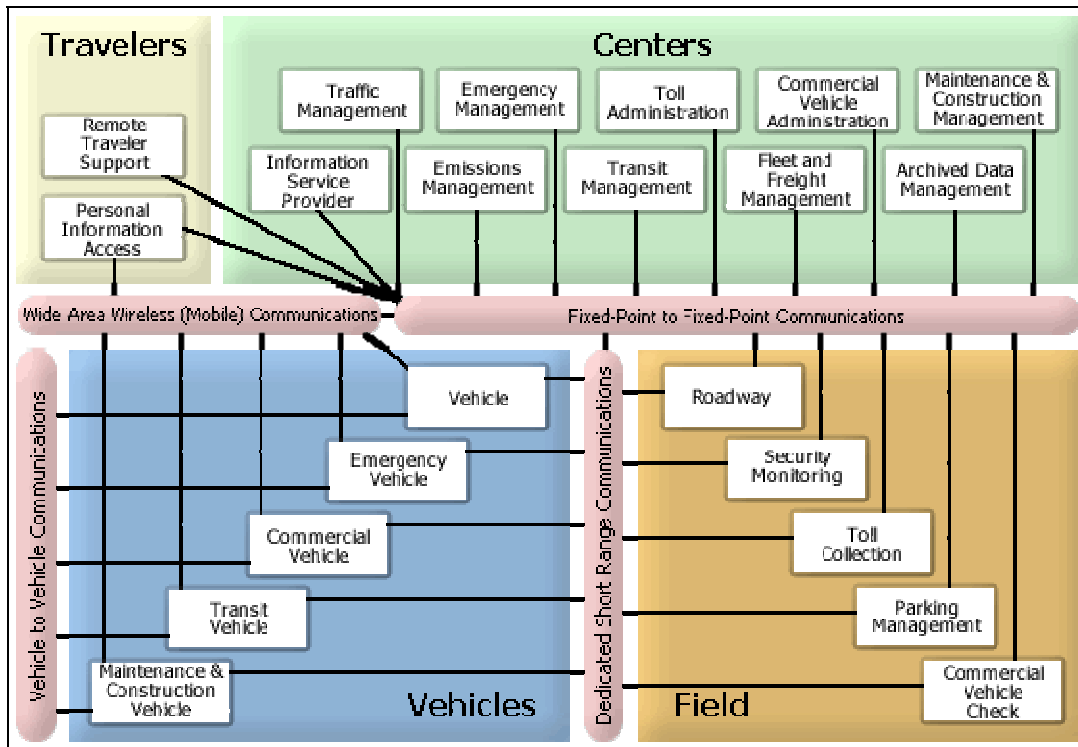 Travelers
Remote
Traveler
Support
Personal
Information
Access
Centers
Traffic
Management
Emergency
Management
Toll
Administration
Commercial
Vehicle
Administration
Maintenance &
Construction
Management
Information
Service
Provider
Emissions
Management
Transit
Management
Fleet and
Freight
Management
Archived Data
Management
Wide Area Wireless (Mobile) Communications
Fixed-Point to Fixed-Point Communications
Vehicle to Vehicle Communications
Vehicle
Emergency
Vehicle
Commercial
Vehicle
Transit
Vehicle
Maintenance &
Construction
Vehicle
Vehicles
Dedicated Short Range Communications
Roadway
Security
Monitoring
Toll
Collection
Parking
Management
Commercial
Vehicle
Check
Field